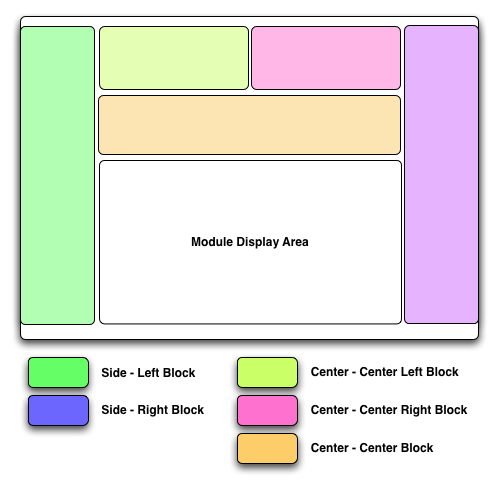 Module Display Area
Side - Left Block
Center - Center Left Block
Side - Right Block
Center - Center Right Block
Center - Center Block